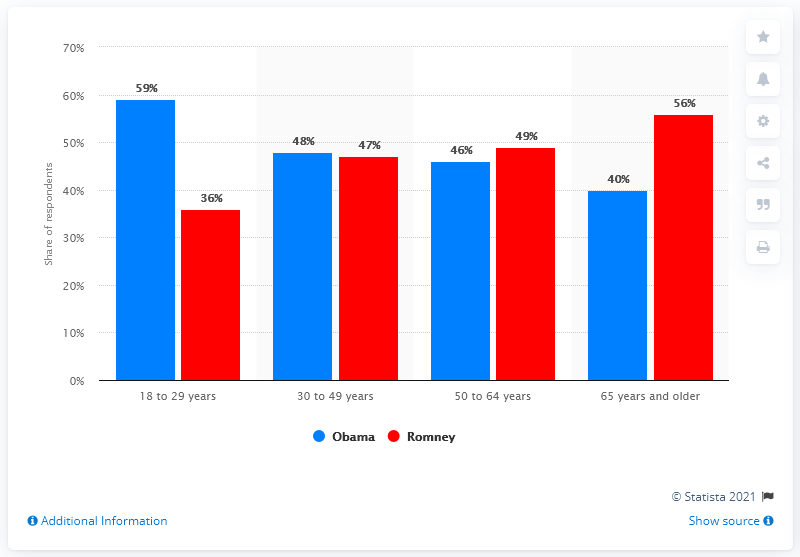 70%
60%
50%
40%
30%
20%
10%
0%
Share of respondents
59%
36%
48%
47%
46%
49%
40%
56%
18 to 29 years
30 to 49 years
50 to 64 years
65 years and older
Obama Romney
© Statista 2021
Additional Information
Show source